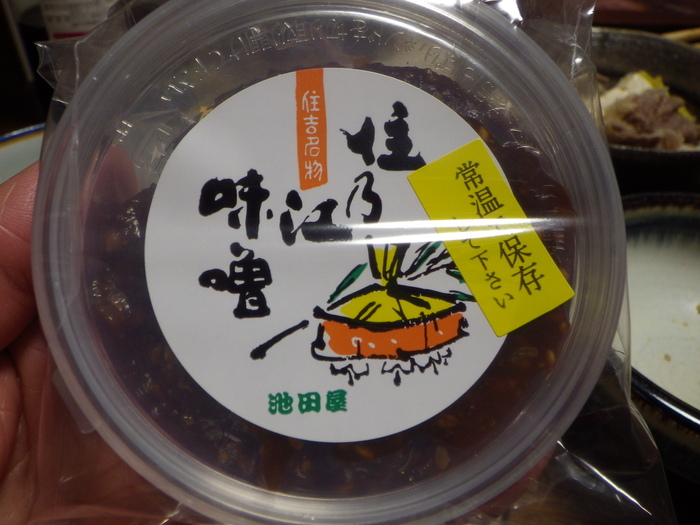 住吉名物
住乃江
味噌
常温で保存
して下さい
池田屋